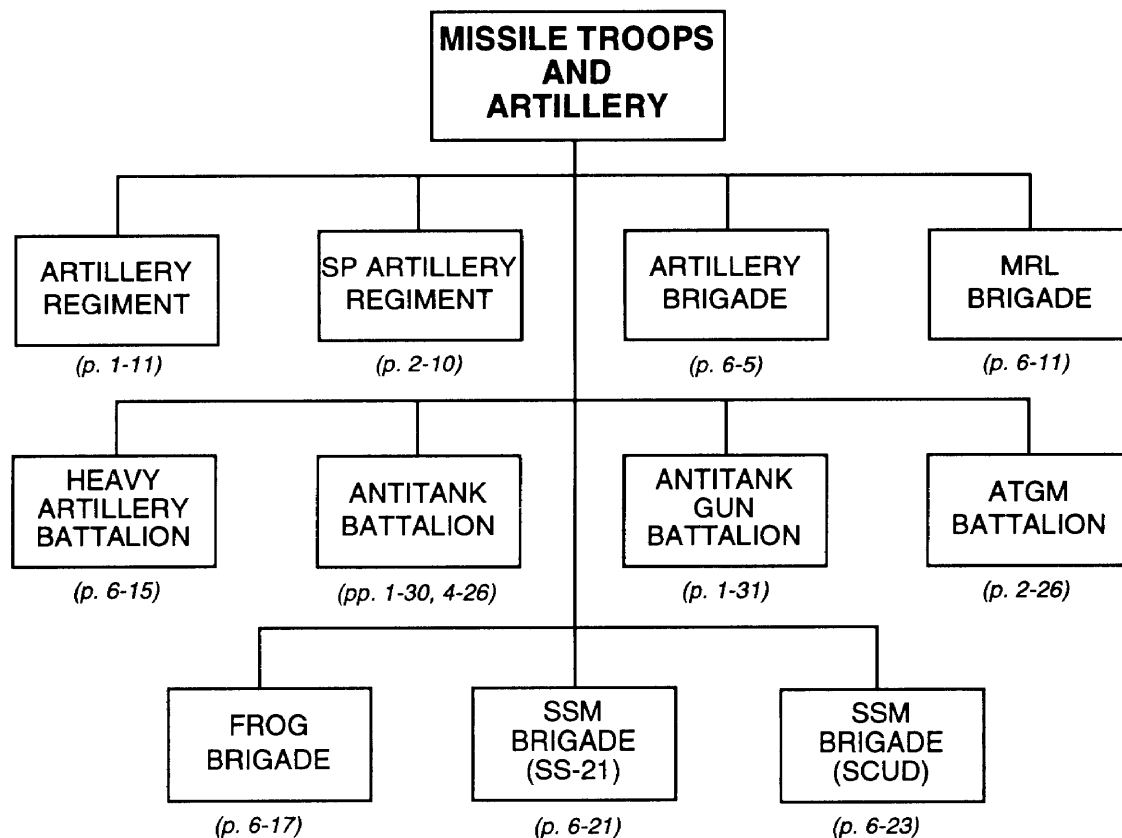 MISSILE TROOPS
AND
ARTILLERY
ARTILLERY
REGIMENT
(p. 1-11)
SP ARTILLERY
REGIMENT
(p. 2-10)
ARTILLERY
BRIGADE
(p. 6-5)
MRL
BRIGADE
(p. 6-11)
HEAVY
ARTILLERY
BATTALION
(p. 6-15)
ANTITANK
BATTALION
(pp. 1-30, 4-26)
ANTITANK
GUN
BATTALION
(p. 1-31)
ATGM
BATTALION
(p. 2-26)
FROG
BRIGADE
(p. 6-17)
SSM
BRIGADE
(SS-21)
(p. 6-21)
SSM
BRIGADE
(SCUD)
(p. 6-23)